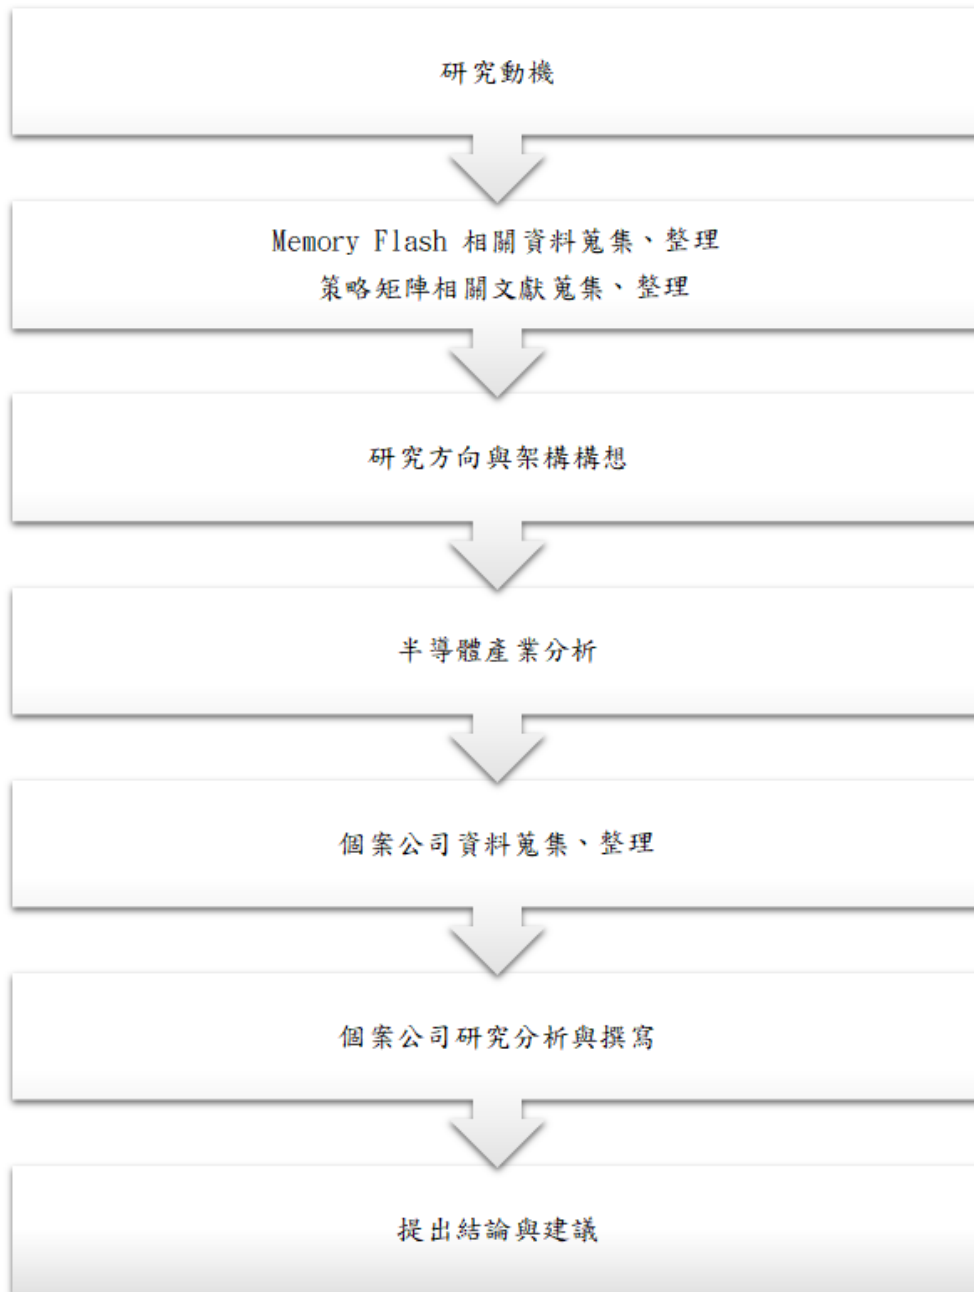 研究動機
Memory Flash 相關資料蒐集、整理
策略矩陣相關文獻蒐集、整理
研究方向與架構構想
半導體產業分析
個案公司資料蒐集、整理
個案公司研究分析與撰寫
提出結論與建議